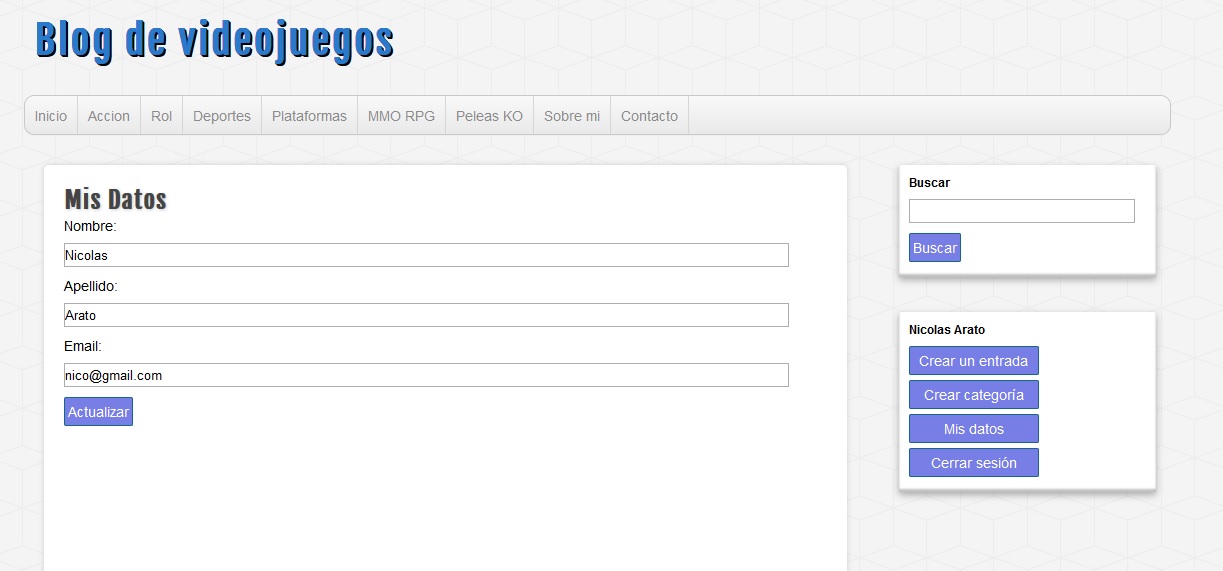 Blog de videojuegos
Inicio Accion Rol Deportes Plataformas MMO RPG Peleas KO Sobre mi Contacto
Mis Datos
Nombre:
Nicolas
Apellido:
Arato
Email:
nico@gmail.com
Actualizar
Buscar
Buscar
Nicolas Arato
Crear un entrada
Crear categoría
Mis datos
Cerrar sesión